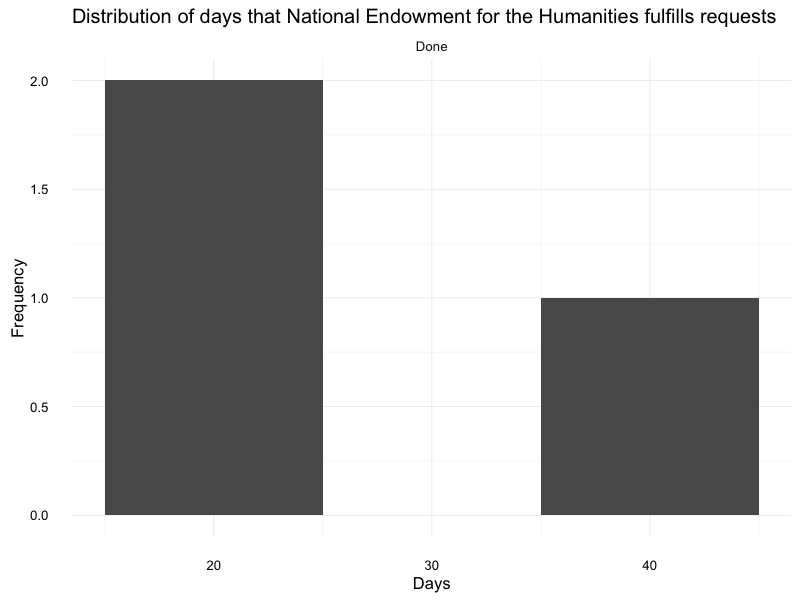 Distribution of days that National Endowment for the Humanities fulfills requests
Done
2.0
1.5
1.0
0.5
0.0
Frequency
20 30 40
Days